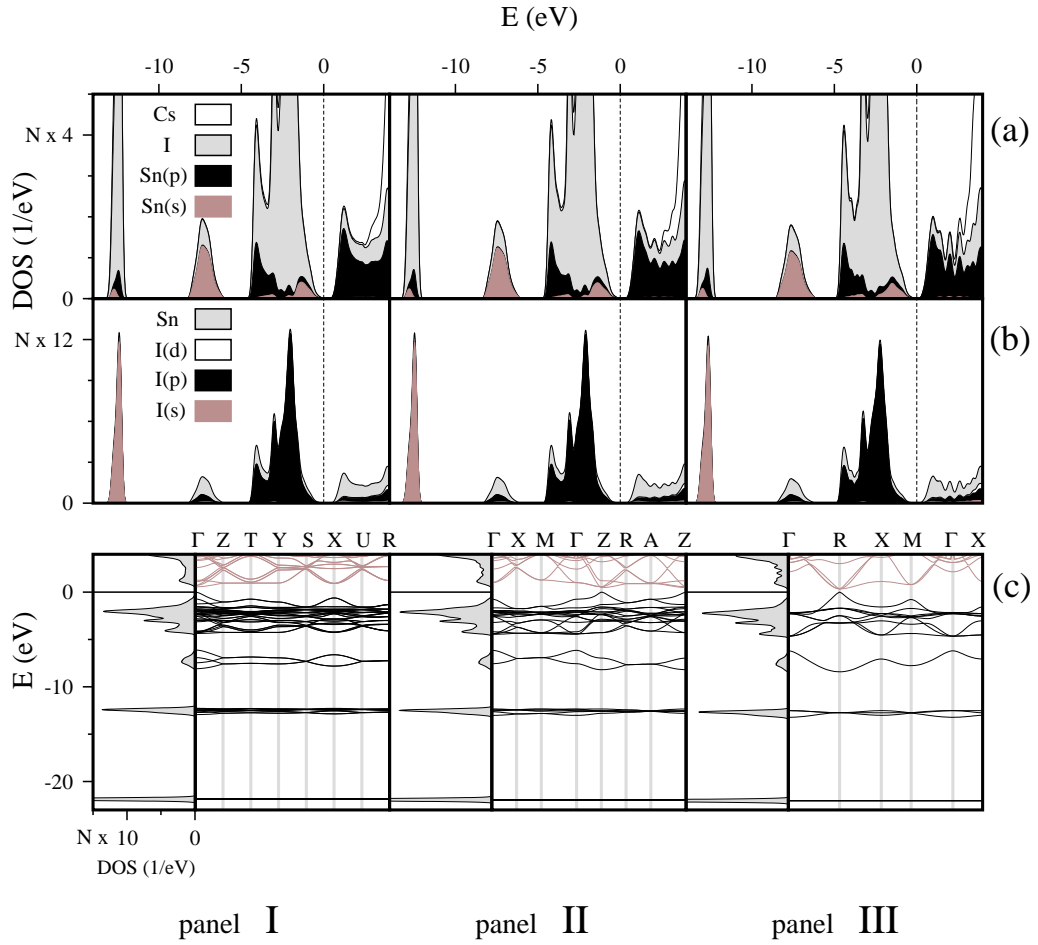 E (eV)
-10 -5 0 -10 -5 0 -10 -5 0
DOS (1/eV)
N x 4
0
Cs
I
Sn(p)
Sn(s)
(a)
N x 12
0
Sn
I(d)
I(p)
I(s)
(b)
Γ Z T Y S X U R Γ X M Γ Z R A Z Γ R X M Γ X
E (eV)
0
-10
-20
(c)
N x 10 0
DOS (1/eV)
panel I panel II panel III